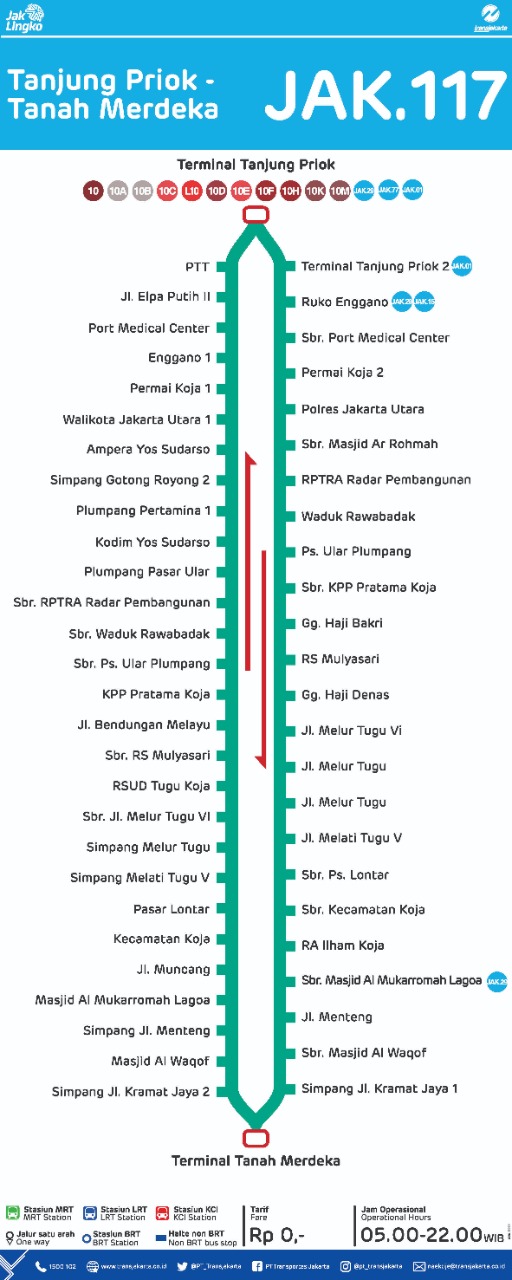 Jak
Lingko
transjakarta
Tanjung Priok -
Tanah Merdeka
JAK.117
Terminal Tanjung Priok
10 10A 10B 10C L10 10D 10E 10F 10H 10K 10M JAK.29 JAK.77 JAK.01
PTT
Jl. Elpa Putih II
Port Medical Center
Enggano 1
Permai Koja 1
Walikota Jakarta Utara 1
Ampera Yos Sudarso
Simpang Gotong Royong 2
Plumpang Pertamina 1
Kodim Yos Sudarso
Plumpang Pasar Ular
Sbr. RPTRA Radar Pembangunan
Sbr. Waduk Rawabadak
Sbr. Ps. Ular Plumpang
KPP Pratama Koja
Jl. Bendungan Melayu
Sbr. RS Mulyasari
RSUD Tugu Koja
Sbr. Jl. Melur Tugu VI
Simpang Melur Tugu
Simpang Melati Tugu V
Pasar Lontar
Kecamatan Koja
Jl. Muncang
Masjid Al Mukarromah Lagoa
Simpang Jl. Menteng
Masjid Al Waqof
Simpang Jl. Kramat Jaya 2
Terminal Tanjung Priok 2 JAK.01
Ruko Enggano JAK.29 JAK.15
Sbr. Port Medical Center
Permai Koja 2
Polres Jakarta Utara
Sbr. Masjid Ar Rohmah
RPTRA Radar Pembangunan
Waduk Rawabadak
Ps. Ular Plumpang
Sbr. KPP Pratama Koja
Gg. Haji Bakri
RS Mulyasari
Gg. Haji Denas
Jl. Melur Tugu Vi
Jl. Melur Tugu
Jl. Melur Tugu
Jl. Melati Tugu V
Sbr. Ps. Lontar
Sbr. Kecamatan Koja
RA Ilham Koja
Sbr. Masjid Al Mukarromah Lagoa JAK.29
Jl. Menteng
Sbr. Masjid Al Waqof
Simpang Jl. Kramat Jaya 1
Terminal Tanah Merdeka
Stasiun MRT
MRT Station
Stasiun LRT
LRT Station
Stasiun KCI
KCI Station
Jalur satu arah
One way
Stasiun BRT
BRT Station
Halte non BRT
Non BRT bus stop
Tarif
Fare
Rp 0,-
Jam Operasional
Operational Hours
05.00-22.00 WIB
1500 102
www.transjakarta.co.id
@PT_Transjakarta
PTTransportasi Jakarta
@pt_transjakarta
naekuje@transjakarta.co.id